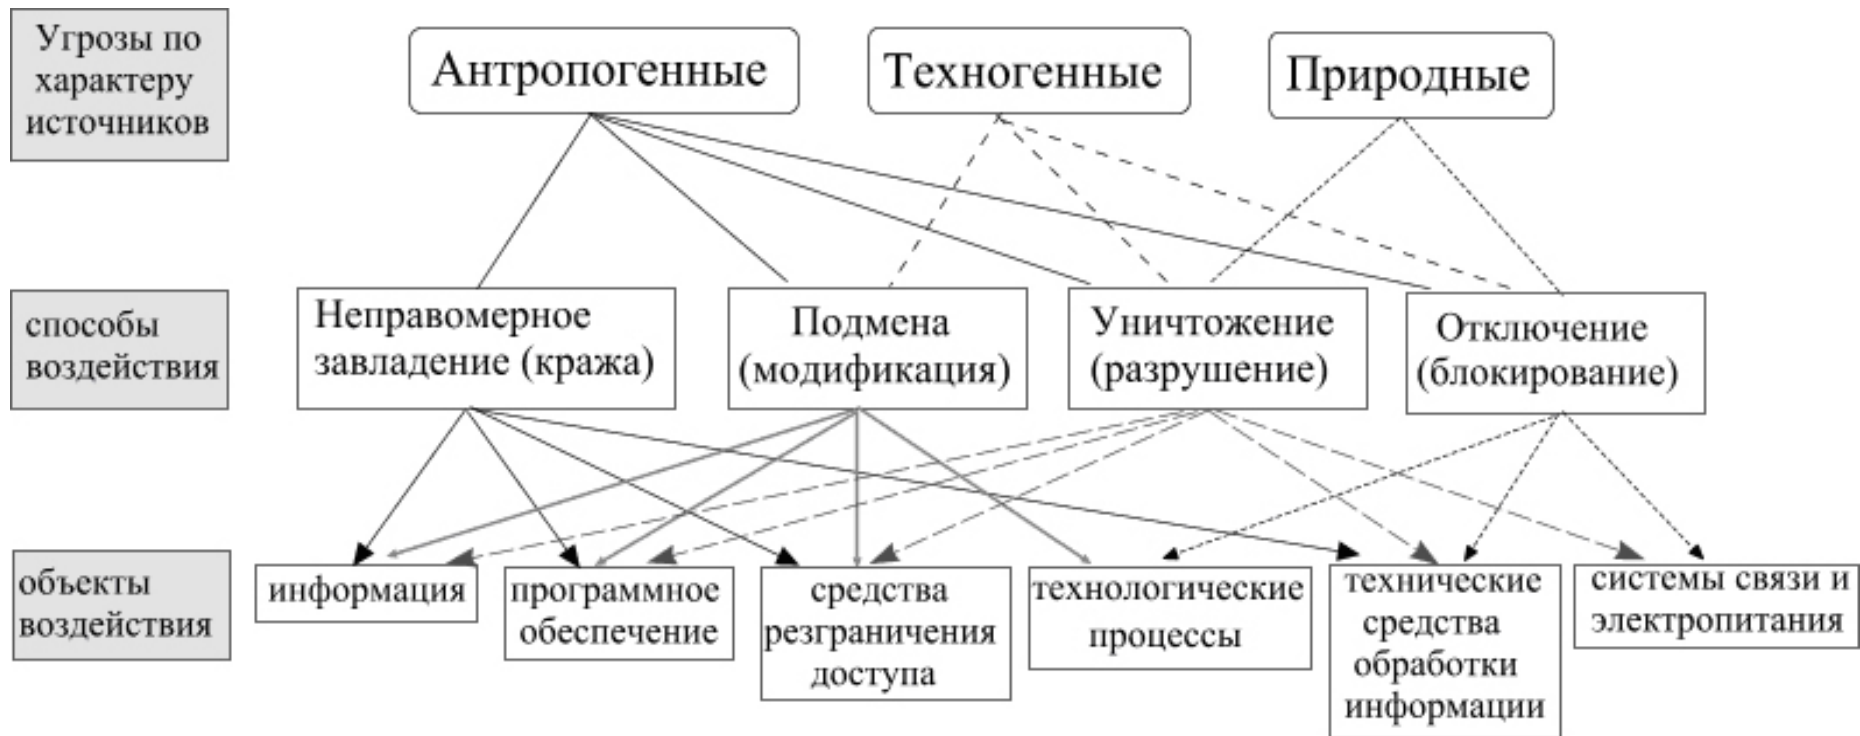 Угрозы по
характеру
источников
Антропогенные
Техногенные
Природные
способы
воздействия
Неправомерное
завладение (кража)
Подмена
(модификация)
Уничтожение
(разрушение)
Отключение
(блокирование)
объекты
воздействия
информация
программное
обеспечение
средства
резграничения
доступа
технологические
процессы
технические
средства
обработки
информации
системы связи и
электропитания